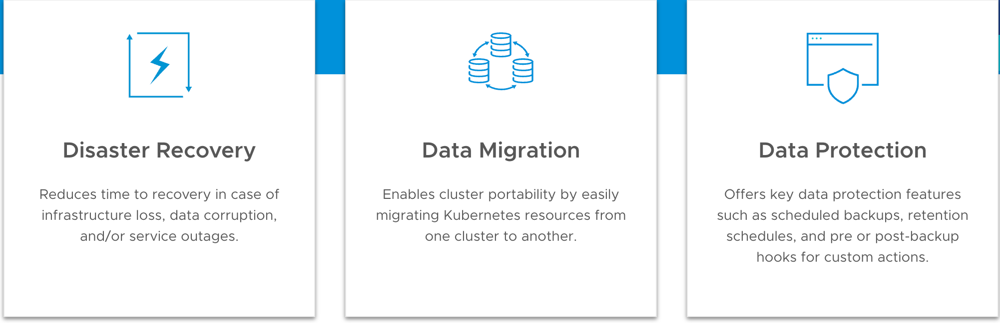 Disaster Recovery
Reduces time to recovery in case of
infrastructure loss, data corruption,
and/or service outages.
Data Migration
Enables cluster portability by easily
migrating Kubernetes resources from
one cluster to another.
Data Protection
Offers key data protection features
such as scheduled backups, retention
schedules, and pre or post-backup
hooks for custom actions.